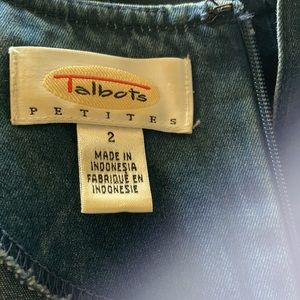 Talbots
PETITES
2
MADE IN
INDONESIA
FABRIQUÉ EN
INDONESIE